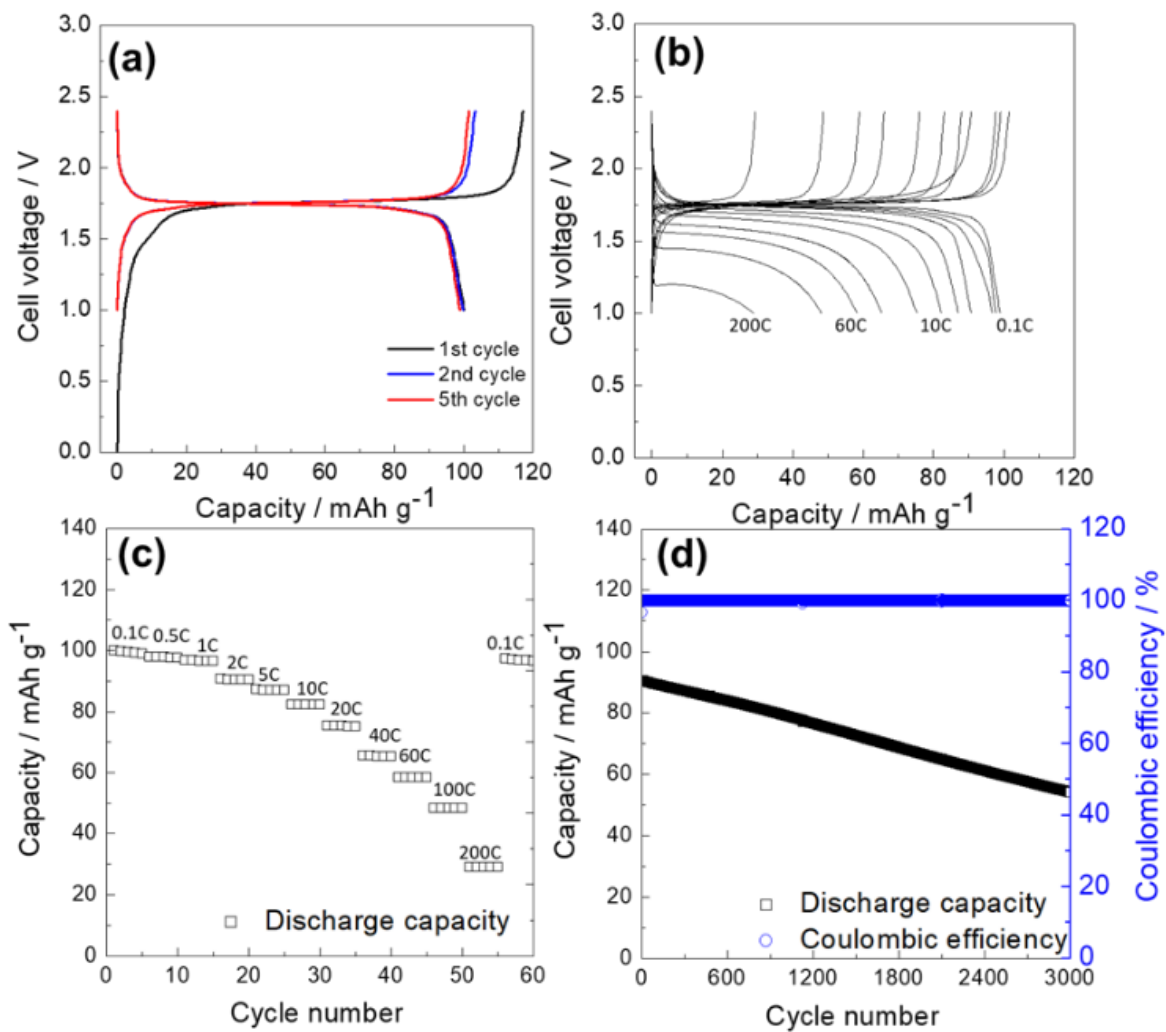 (a)
3.0
2.5
2.0
1.5
1.0
0.5
0.0
Cell voltage / V
1st cycle
2nd cycle
5th cycle
0 20 40 60 80 100 120
Capacity / mAh g-1
(b)
3.0
2.5
2.0
1.5
1.0
0.5
0.0
Cell voltage / V
200C 60C 10C 0.1C
0 20 40 60 80 100 120
Capacity / mAh g-1
(c)
140
120
100
80
60
40
20
0
Capacity / mAh g-1
0.1C
0.5C
1C
2C
5C
10C
20C
40C
60C
100C
200C
0.1C
Discharge capacity
0 10 20 30 40 50 60
Cycle number
(d)
140
120
100
80
60
40
20
0
Capacity / mAh g-1
120
100
80
60
40
20
0
Coulombic efficiency / %
Discharge capacity
Coulombic efficiency
0 600 1200 1800 2400 3000
Cycle number